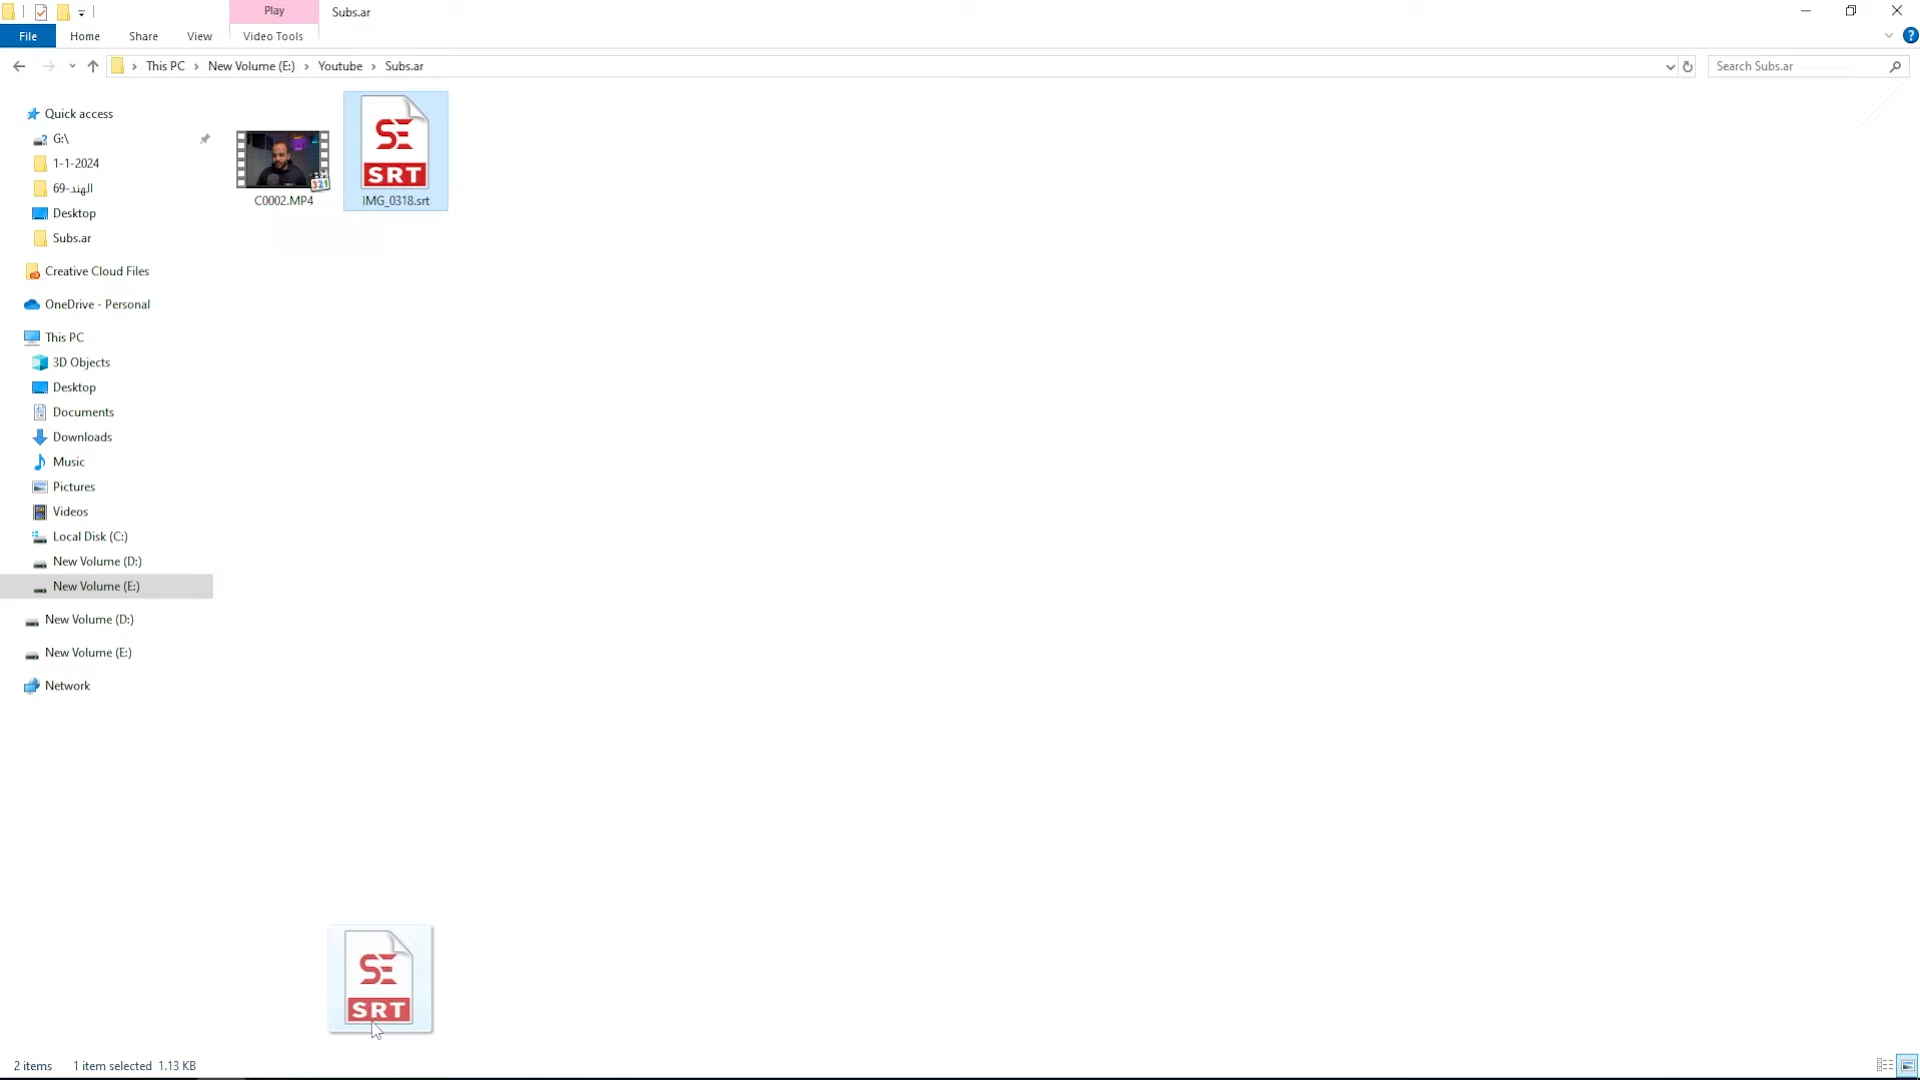 Play
Subs.ar
File
Home
Share
View
Video Tools
This PC
New Volume (E:)
Youtube
Subs.ar
Search Subs.ar
Quick access
G:\
1-1-2024
الهند-69
Desktop
Subs.ar
Creative Cloud Files
OneDrive - Personal
This PC
3D Objects
Desktop
Documents
Downloads
Music
Pictures
Videos
Local Disk (C:)
New Volume (D:)
New Volume (E:)
New Volume (D:)
New Volume (E:)
Network
321
C0002.MP4
SE
SRT
IMG_0318.srt
SE
SRT
2 items
1 item selected 1.13 KB